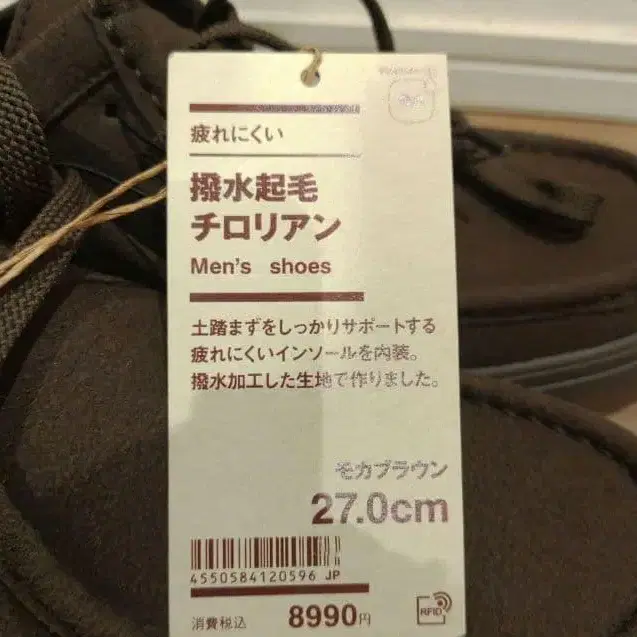 疲れにくい
撥水起毛
チロリアン
Men's shoes
土踏まずをしっかりサポートする
疲れにくいインソールを内装。
撥水加工した生地で作りました。
モカブラウン
27.0cm
4550584120596 JP
消費税込 8990円
RFID